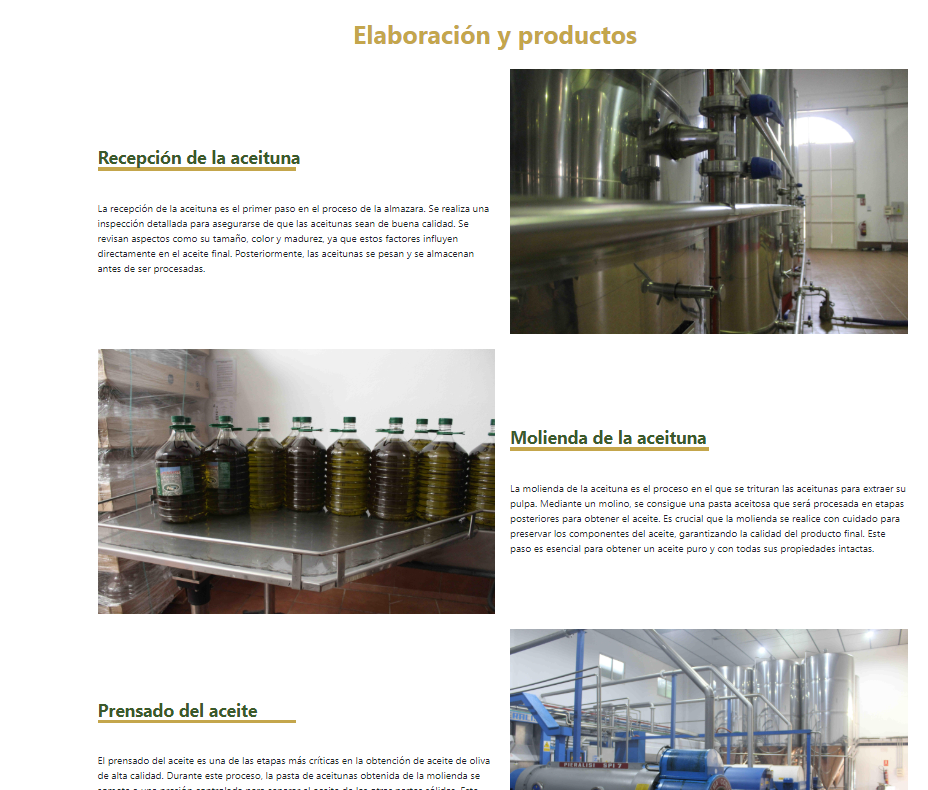 Elaboración y productos
Recepción de la aceituna
La recepción de la aceituna es el primer paso en el proceso de la almazara. Se realiza una
inspección detallada para asegurarse de que las aceitunas sean de buena calidad. Se
revisan aspectos como su tamaño, color y madurez, ya que estos factores influyen
directamente en el aceite final. Posteriormente, las aceitunas se pesan y se almacenan
antes de ser procesadas.
Molienda de la aceituna
La molienda de la aceituna es el proceso en el que se trituran las aceitunas para extraer su
pulpa. Mediante un molino, se consigue una pasta aceitosa que será procesada en etapas
posteriores para obtener el aceite. Es crucial que la molienda se realice con cuidado para
preservar los componentes del aceite, garantizando la calidad del producto final. Este
paso es esencial para obtener un aceite puro y con todas sus propiedades intactas.
Prensado del aceite
El prensado del aceite es una de las etapas más críticas en la obtención de aceite de oliva
de alta calidad. Durante este proceso, la pasta de aceitunas obtenida de la molienda se
PIERALISI